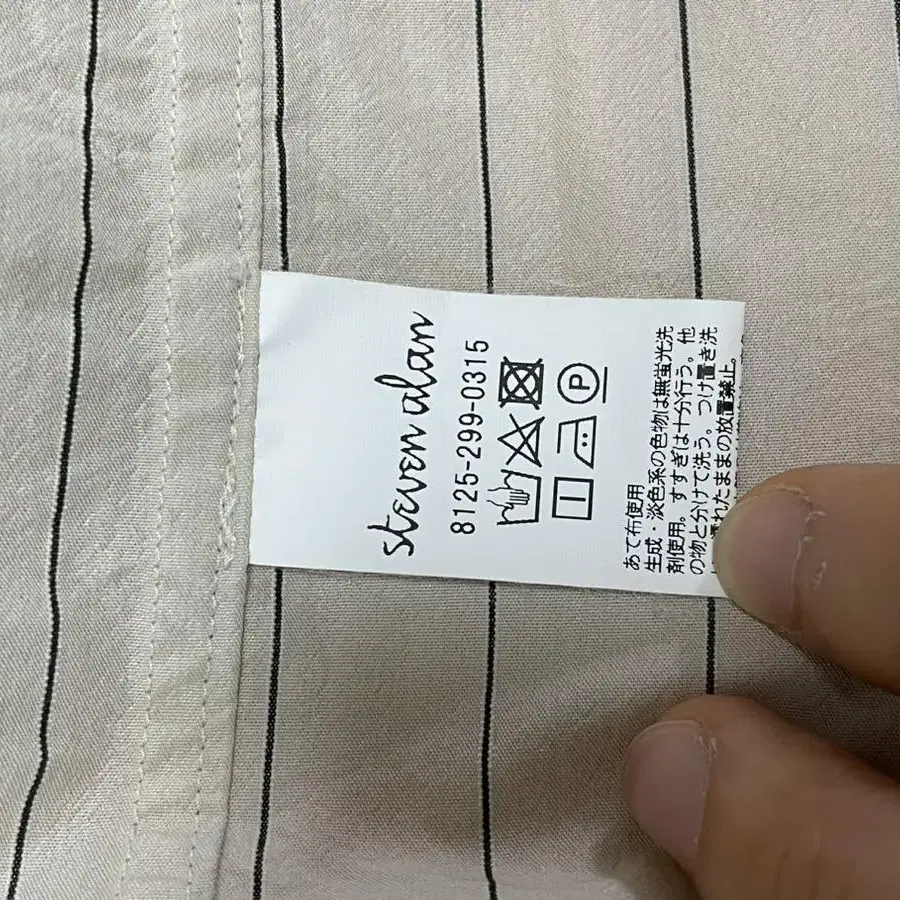 steven alan
8125-299-0315
P
あて布使用
生成・淡色系の色物は無蛍光洗
剤使用。すすぎは十分行う。他
の物と分けて洗う。つけ置き洗
濡れたままの放置禁止。